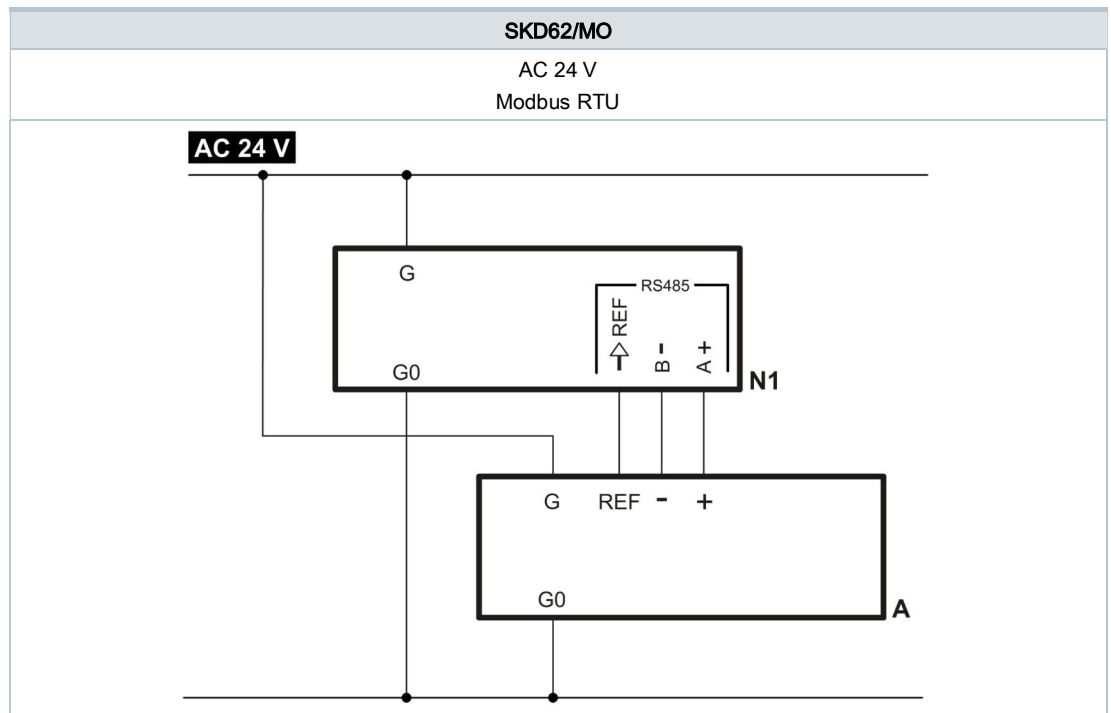 SKD62/MO
AC 24 V
Modbus RTU
AC 24 V
G
RS485
REF
B -
A +
G0
N1
G REF - +
G0
A